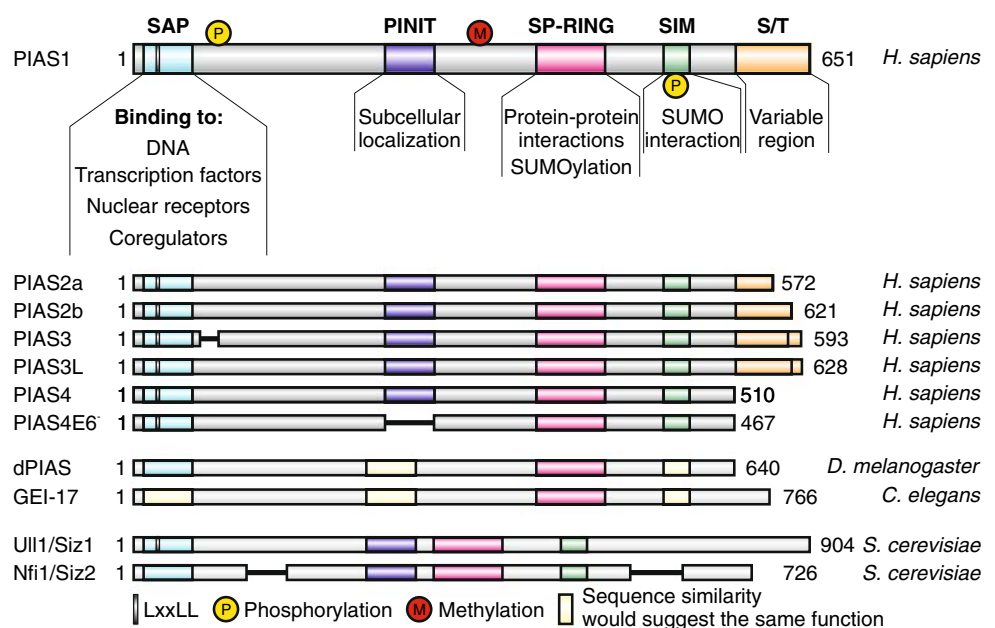 SAP P PINIT M SP-RING SIM S/T
PIAS1 1 651 H. sapiens
P
Binding to:
DNA
Transcription factors
Nuclear receptors
Coregulators
Subcellular
localization
Protein-protein
interactions
SUMOylation
SUMO
interaction
Variable
region
PIAS2a 1 572 H. sapiens
PIAS2b 1 621 H. sapiens
PIAS3 1 593 H. sapiens
PIAS3L 1 628 H. sapiens
PIAS4 1 510 H. sapiens
PIAS4E6- 1 467 H. sapiens
dPIAS 1 640 D. melanogaster
GEI-17 1 766 C. elegans
Ull1/Siz1 1 904 S. cerevisiae
Nfi1/Siz2 1 726 S. cerevisiae
LxxLL P Phosphorylation M Methylation Sequence similarity
would suggest the same function